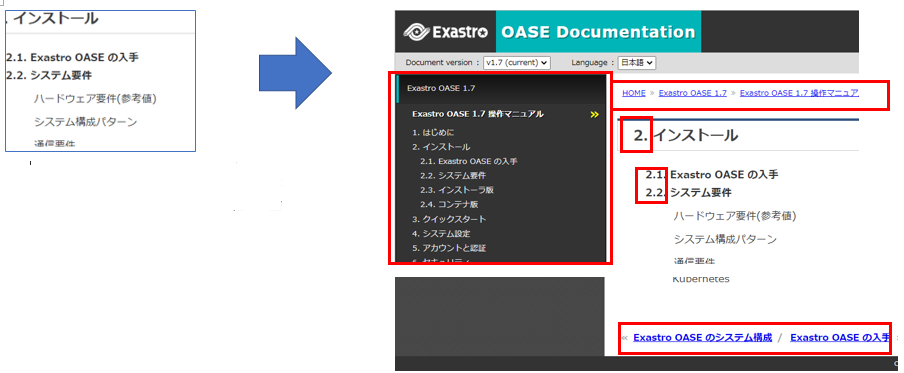 . インストール
2.1. Exastro OASE の入手
2.2. システム要件
ハードウェア要件(参考値)
システム構成パターン
通信要件
Exastro OASE Documentation
Document version : v1.7 (current) Language : 日本語
Exastro OASE 1.7
Exastro OASE 1.7 操作マニュアル »
1. はじめに
2. インストール
2.1. Exastro OASE の入手
2.2. システム要件
2.3. インストーラ版
2.4. コンテナ版
3. クイックスタート
4. システム設定
5. アカウントと認証
6. セキュリティ
HOME » Exastro OASE 1.7 » Exastro OASE 1.7 操作マニュア
2. インストール
2.1. Exastro OASE の入手
2.2. システム要件
ハードウェア要件(参考値)
システム構成パターン
通信要件
Kubernetes
« Exastro OASE のシステム構成 / Exastro OASE の入手